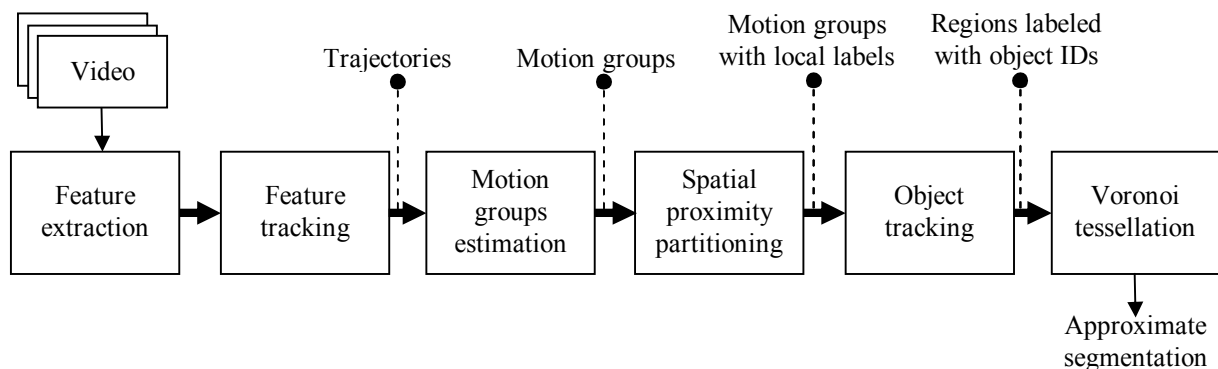 Video
Trajectories
Motion groups
Motion groups
with local labels
Regions labeled
with object IDs
Feature
extraction
Feature
tracking
Motion
groups
estimation
Spatial
proximity
partitioning
Object
tracking
Voronoi
tessellation
Approximate
segmentation